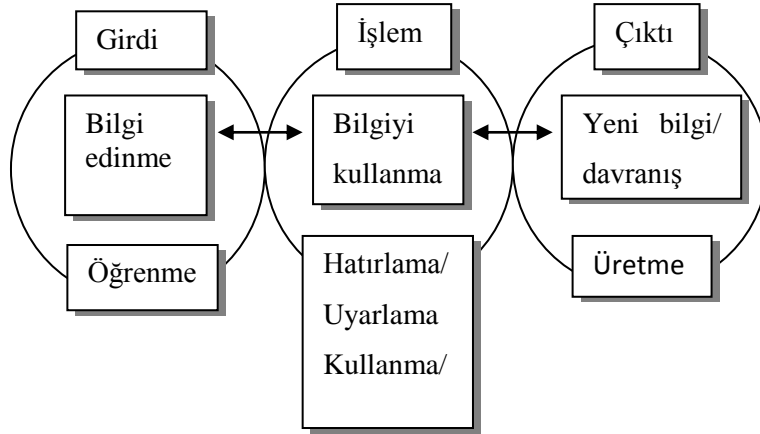 Girdi
İşlem
Çıktı
Bilgi
edinme
Bilgiyi
kullanma
Yeni bilgi/
davranış
Öğrenme
Hatırlama/
Uyarlama
Kullanma/
Üretme